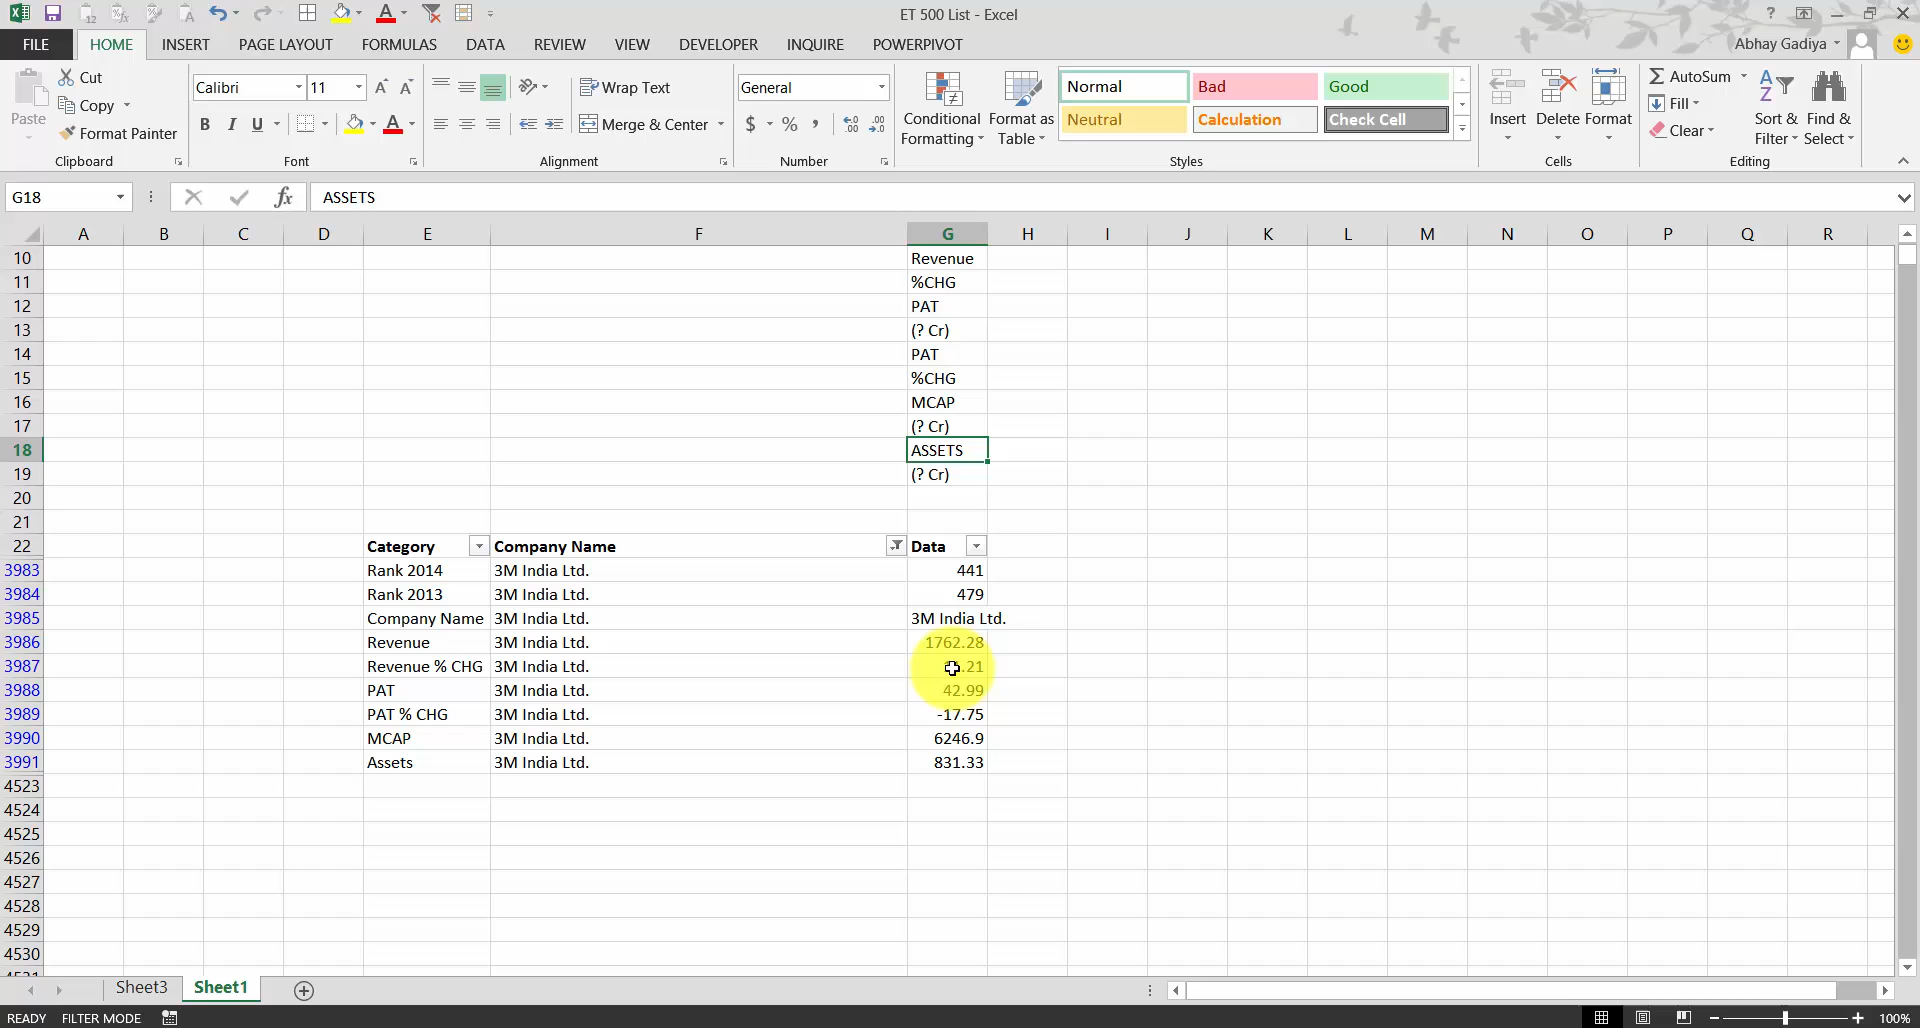 ET 500 List - Excel
FILE HOME INSERT PAGE LAYOUT FORMULAS DATA REVIEW VIEW DEVELOPER INQUIRE POWERPIVOT Abhay Gadiya
Paste Cut Copy Format Painter
Clipboard
Calibri 11
B I U
Font
Wrap Text
Merge & Center
Alignment
General
$ %
Number
Conditional Formatting
Format as Table
Normal Bad Good
Neutral Calculation Check Cell
Styles
Insert Delete Format
Cells
AutoSum
Fill
Clear
Sort & Filter
Find & Select
Editing
G18 fx ASSETS
A B C D E F G H I J K L M N O P Q R
10 Revenue
11 %CHG
12 PAT
13 (? Cr)
14 PAT
15 %CHG
16 MCAP
17 (? Cr)
18 ASSETS
19 (? Cr)
20
21
22 Category Company Name Data
3983 Rank 2014 3M India Ltd. 441
3984 Rank 2013 3M India Ltd. 479
3985 Company Name 3M India Ltd. 3M India Ltd.
3986 Revenue 3M India Ltd. 1762.28
3987 Revenue % CHG 3M India Ltd.
3988 PAT 3M India Ltd. 42.99
3989 PAT % CHG 3M India Ltd. -17.75
3990 MCAP 3M India Ltd. 6246.9
3991 Assets 3M India Ltd. 831.33
4523
4524
4525
4526
4527
4528
4529
4530
Sheet3 Sheet1
READY FILTER MODE 100%